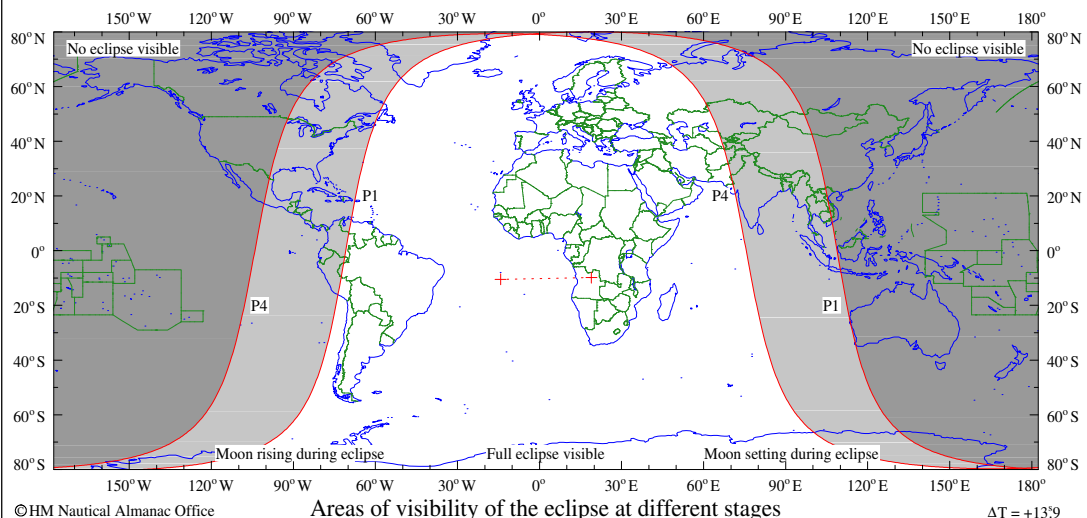 150°W 120°W 90°W 60°W 30°W 0° 30°E 60°E 90°E 120°E 150°E 180°
80°N No eclipse visible No eclipse visible 80°N
60°N 60°N
40°N 40°N
20°N P1 P4 20°N
0° 0°
20°S P4 P1 20°S
40°S 40°S
60°S 60°S
80°S Moon rising during eclipse Full eclipse visible Moon setting during eclipse 80°S
150°W 120°W 90°W 60°W 30°W 0° 30°E 60°E 90°E 120°E 150°E 180°
©HM Nautical Almanac Office Areas of visibility of the eclipse at different stages ΔT = +13ˢ.9